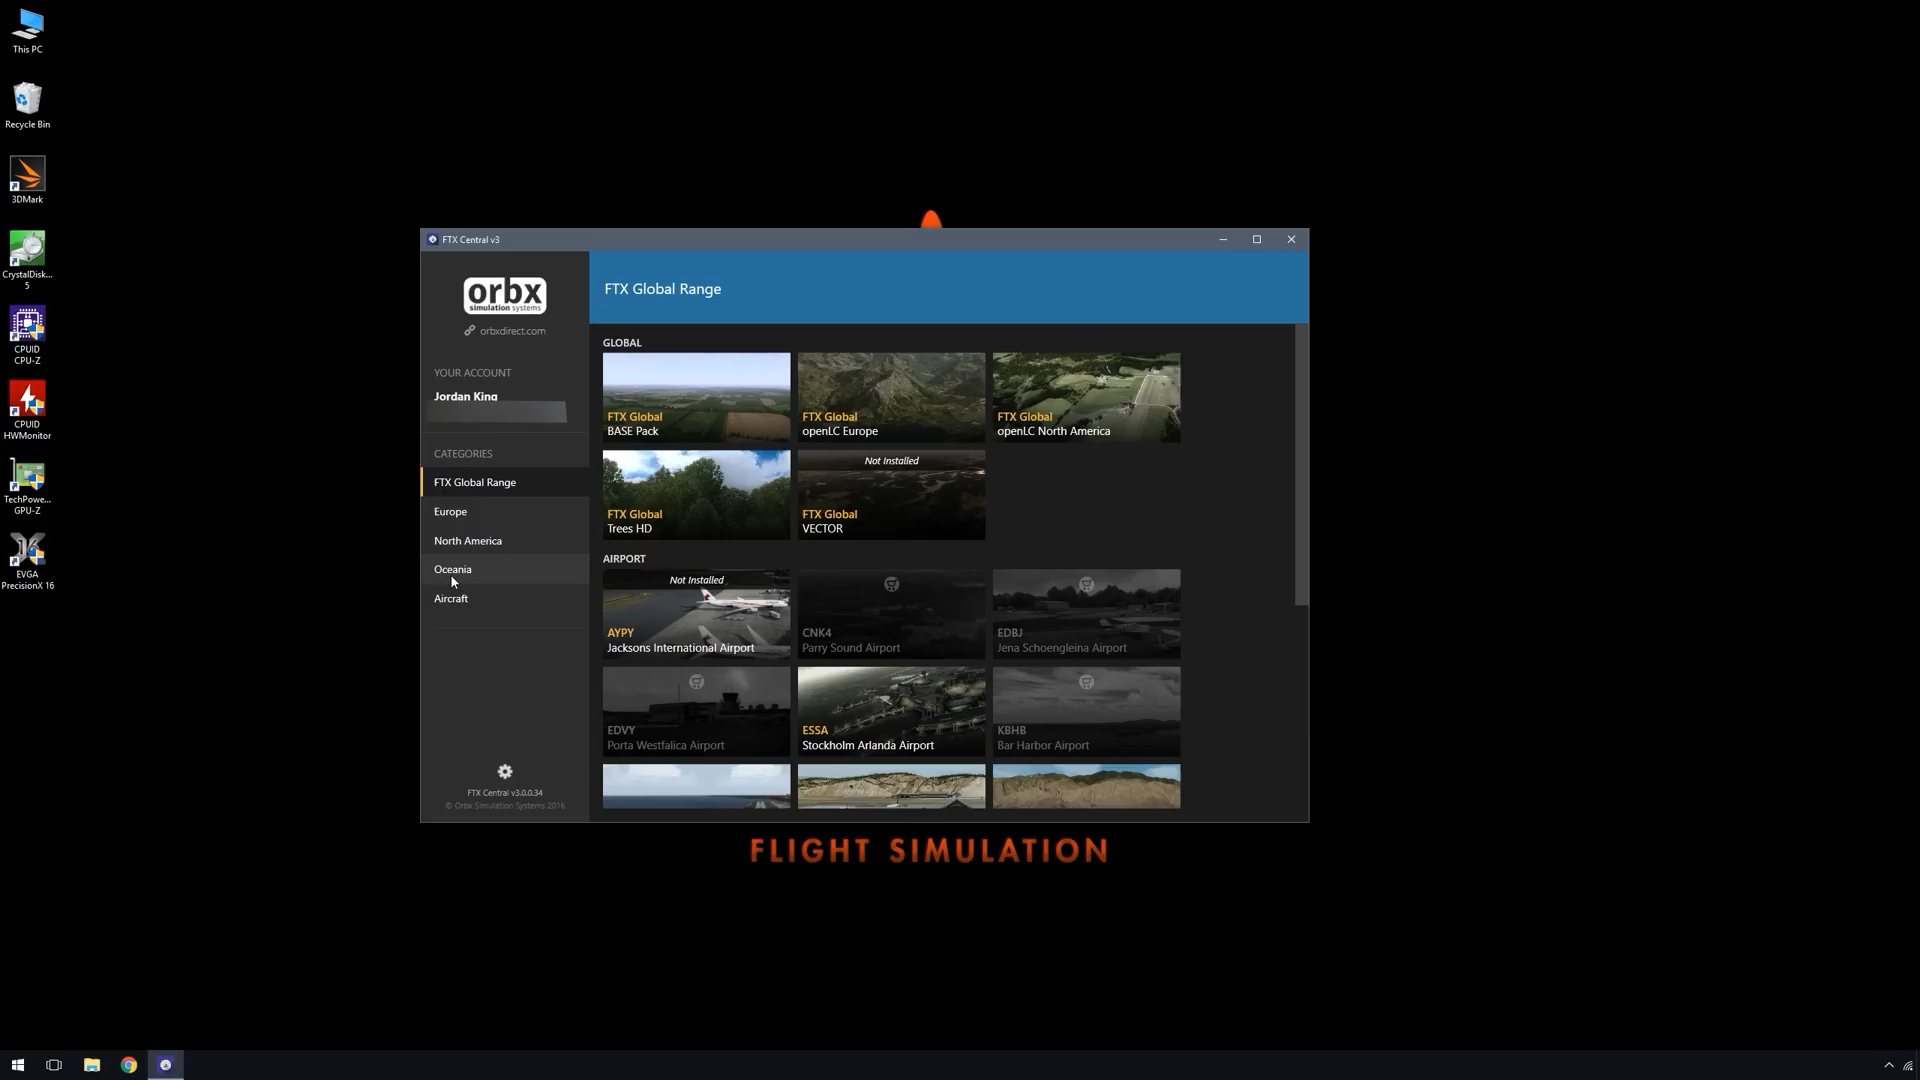 This PC
Recycle Bin
3DMark
CrystalDisk...
5
CPUID
CPU-Z
CPUID
HWMonitor
TechPowe...
GPU-Z
EVGA
PrecisionX 16
FTX Central v3
orbx
simulation systems
orbxdirect.com
YOUR ACCOUNT
Jordan King
CATEGORIES
FTX Global Range
Europe
North America
Oceania
Aircraft
FTX Central v3.0.0.34
© Orbx Simulation Systems 2016
FTX Global Range
GLOBAL
FTX Global
BASE Pack
FTX Global
openLC Europe
FTX Global
openLC North America
FTX Global
Trees HD
Not Installed
FTX Global
VECTOR
AIRPORT
Not Installed
AYPY
Jacksons International Airport
CNK4
Parry Sound Airport
EDBJ
Jena Schoengleina Airport
EDVY
Porta Westfalica Airport
ESSA
Stockholm Arlanda Airport
KBHB
Bar Harbor Airport
FLIGHT SIMULATION